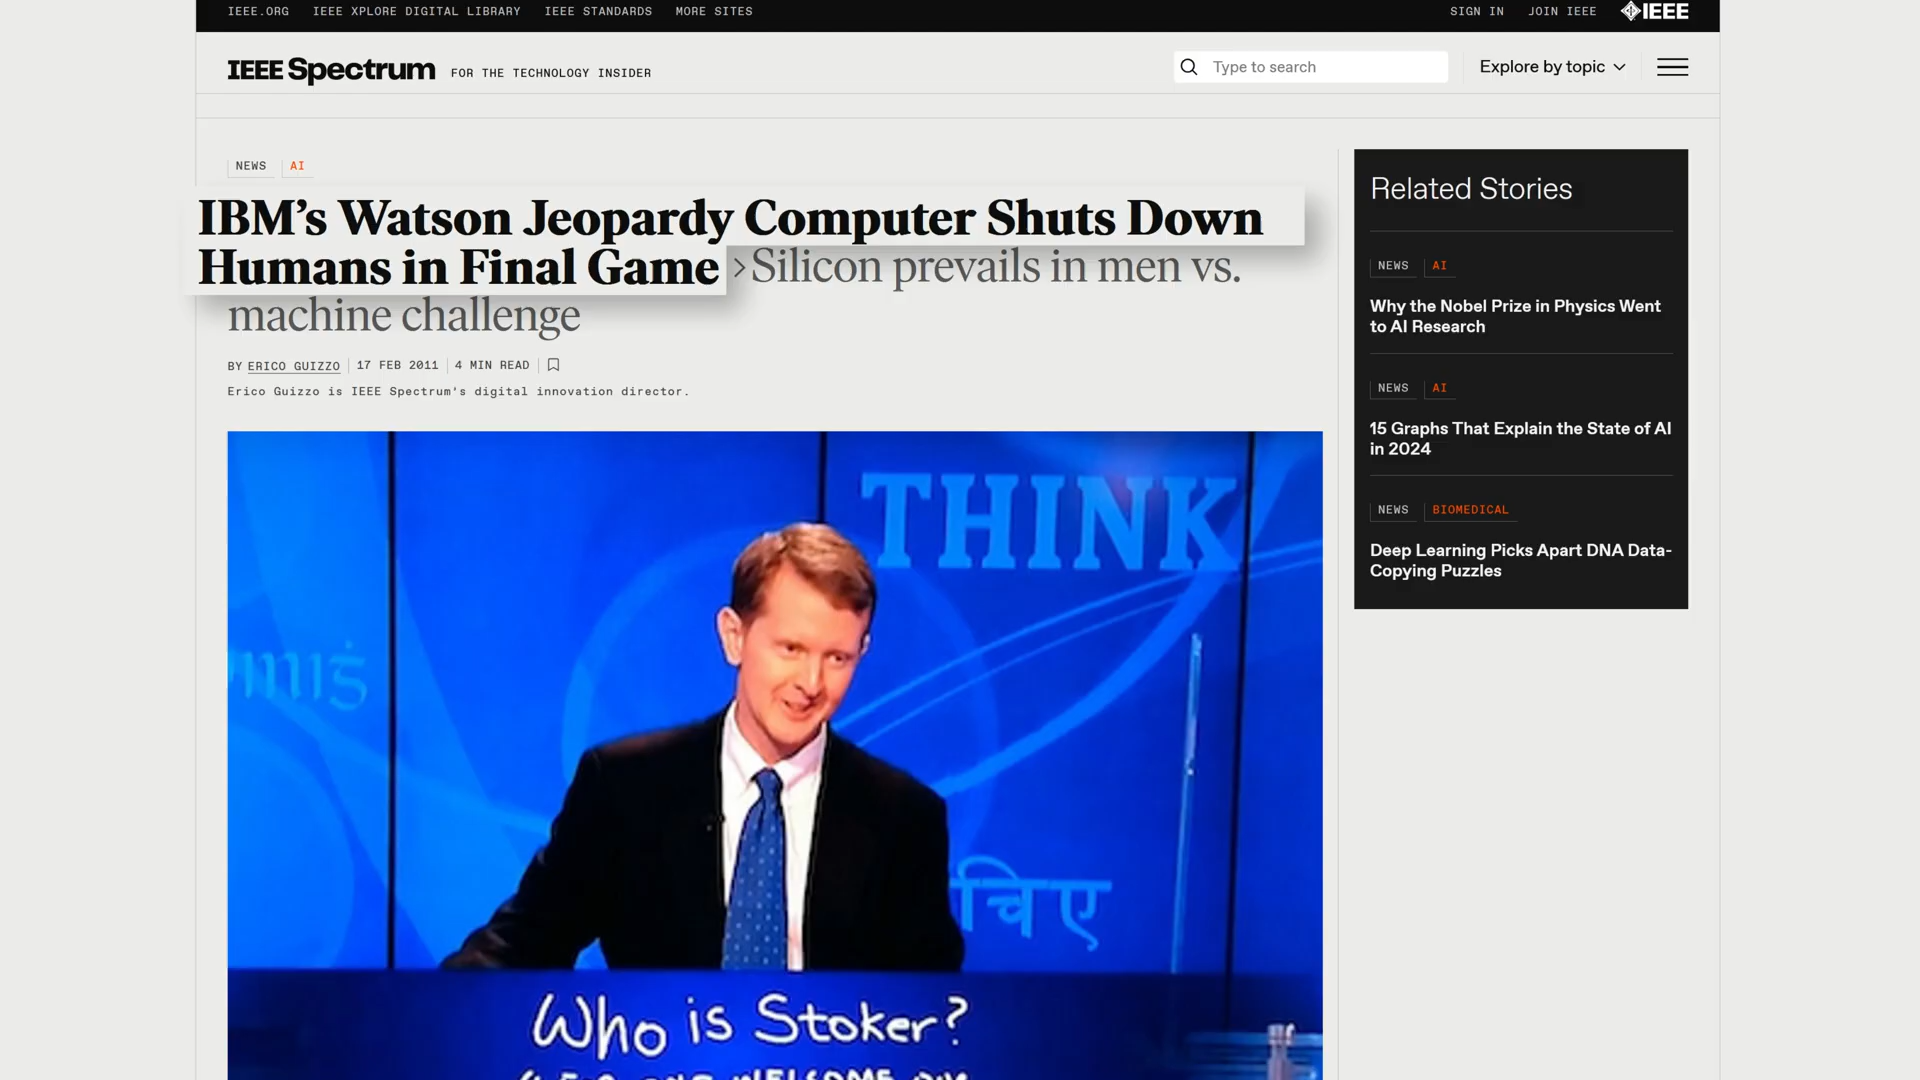 IEEE.ORG IEEE XPLORE DIGITAL LIBRARY IEEE STANDARDS MORE SITES SIGN IN JOIN IEEE IEEE
IEEE Spectrum FOR THE TECHNOLOGY INSIDER Type to search Explore by topic
NEWS AI
IBM’s Watson Jeopardy Computer Shuts Down
Humans in Final Game >Silicon prevails in men vs.
machine challenge
BY ERICO GUIZZO 17 FEB 2011 4 MIN READ
Erico Guizzo is IEEE Spectrum's digital innovation director.
THINK
चिए
Who is Stoker?
Related Stories
NEWS AI
Why the Nobel Prize in Physics Went
to AI Research
NEWS AI
15 Graphs That Explain the State of AI
in 2024
NEWS BIOMEDICAL
Deep Learning Picks Apart DNA Data-
Copying Puzzles